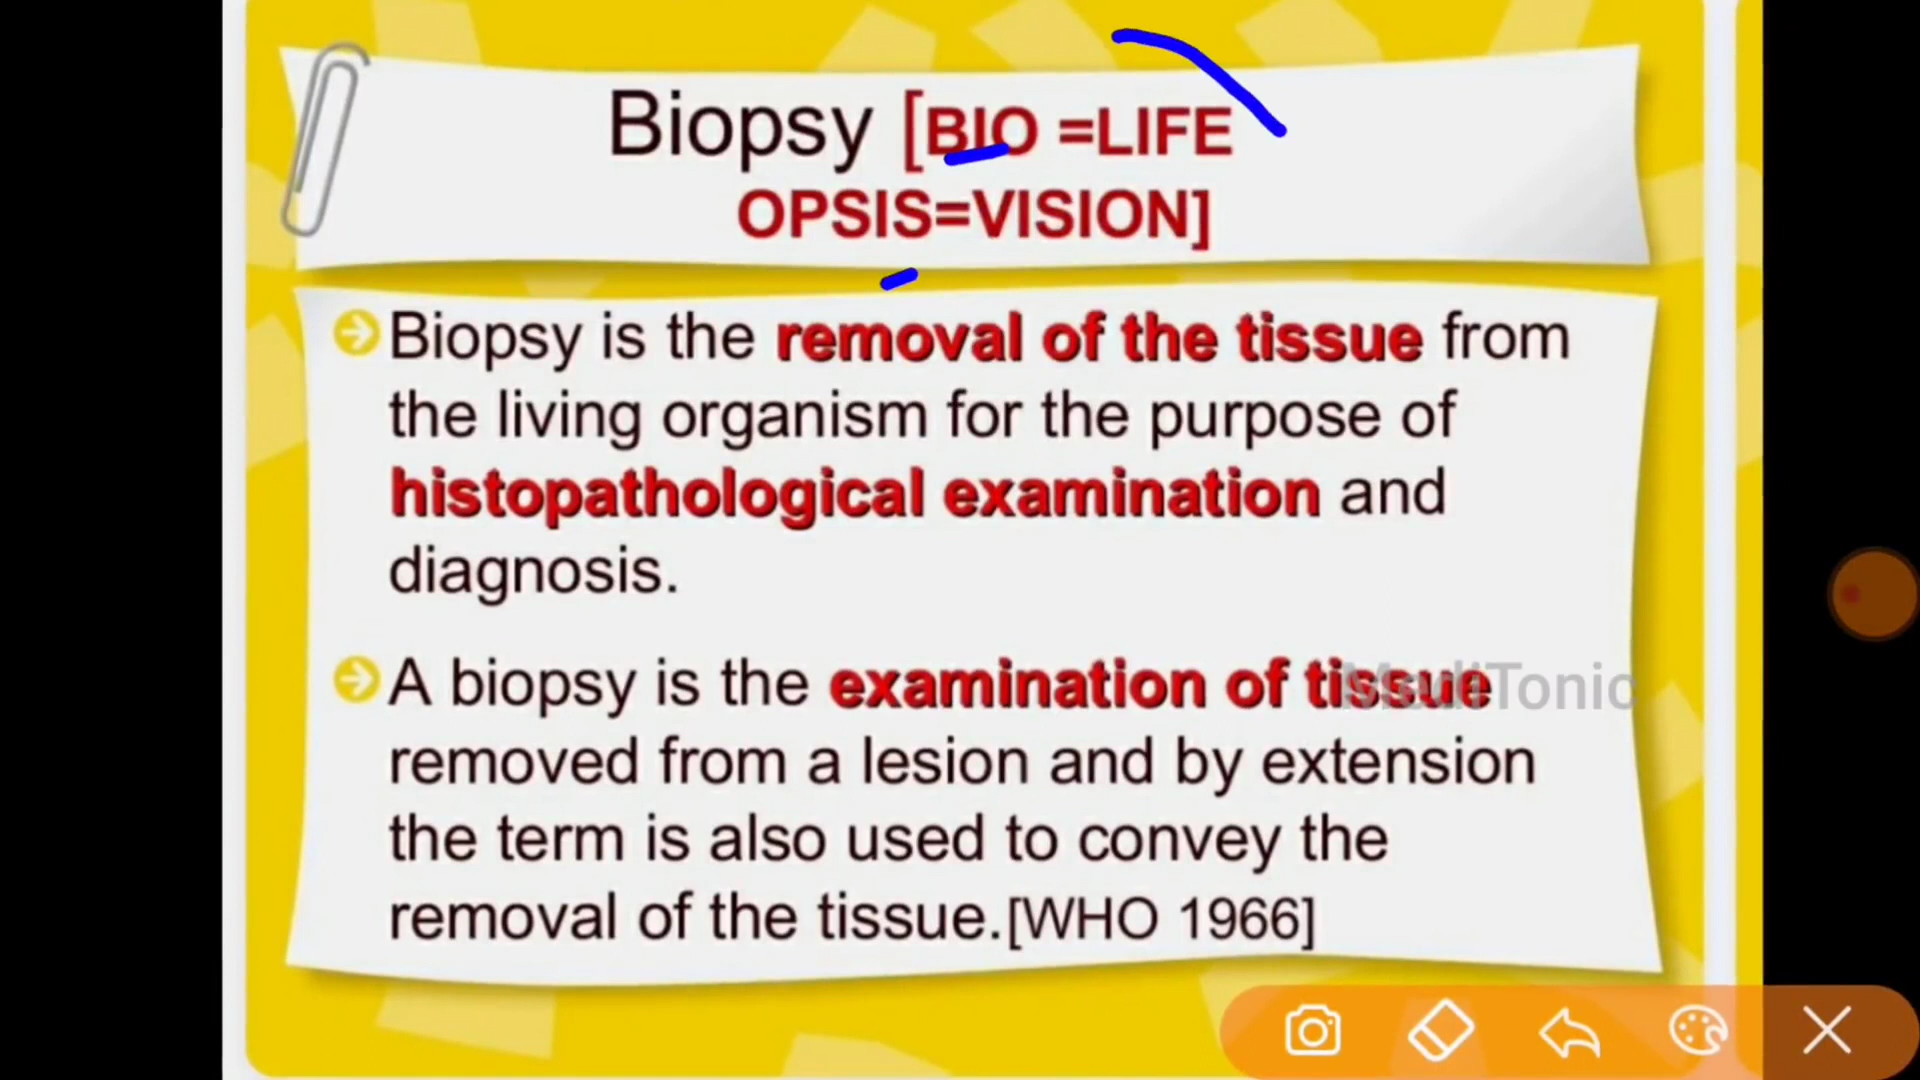 Biopsy [BIO =LIFE
OPSIS=VISION]
Biopsy is the removal of the tissue from
the living organism for the purpose of
histopathological examination and
diagnosis.
A biopsy is the examination of tissue
removed from a lesion and by extension
the term is also used to convey the
removal of the tissue.[WHO 1966]
MediTonic